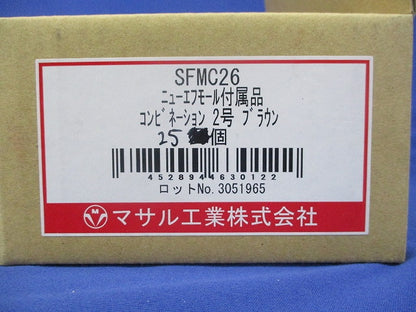 SFMC26
ﾆｭｰｴﾌﾓｰﾙ付属品
ｺﾝﾋﾞﾈｰｼｮﾝ 2号 ﾌﾞﾗｳﾝ
25 個
4528944630122
ロットNo.3051965
M マサル工業株式会社